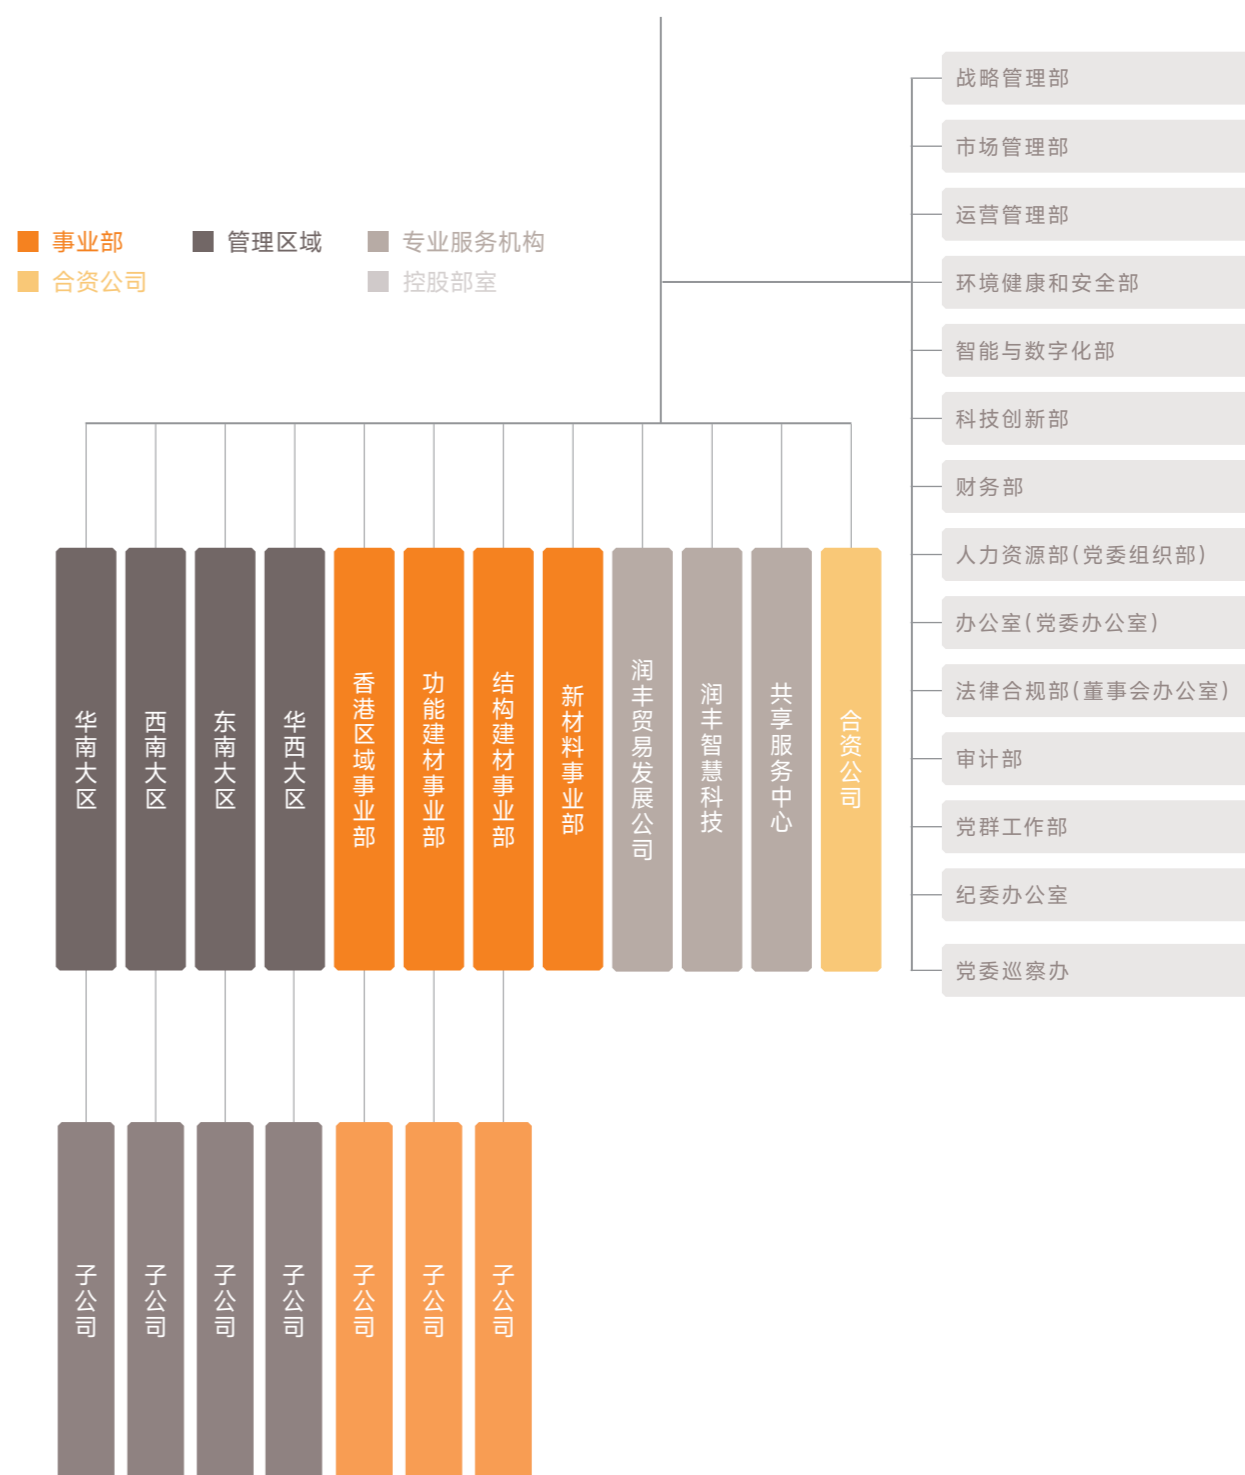 战略管理部
市场管理部
运营管理部
环境健康和安全部
智能与数字化部
科技创新部
财务部
人力资源部(党委组织部)
办公室(党委办公室)
法律合规部(董事会办公室)
审计部
党群工作部
纪委办公室
党委巡察办
事业部
管理区域
专业服务机构
合资公司
控股部室
华南大区
西南大区
东南大区
华西大区
香港区域事业部
功能建材事业部
结构建材事业部
新材料事业部
润丰贸易发展公司
润丰智慧科技
共享服务中心
合资公司
子公司
子公司
子公司
子公司
子公司
子公司
子公司